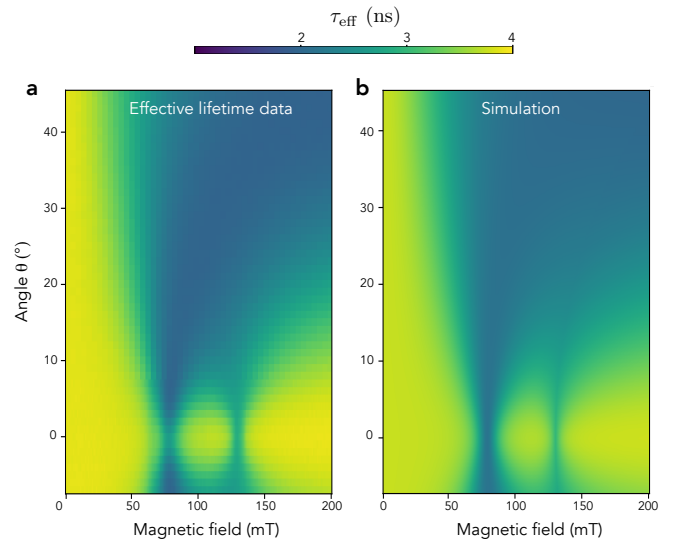 τeff (ns)
2 3 4
a
Effective lifetime data
40
30
20
10
0
Angle θ (°)
0 50 100 150 200
Magnetic field (mT)
b
Simulation
40
30
20
10
0
0 50 100 150 200
Magnetic field (mT)